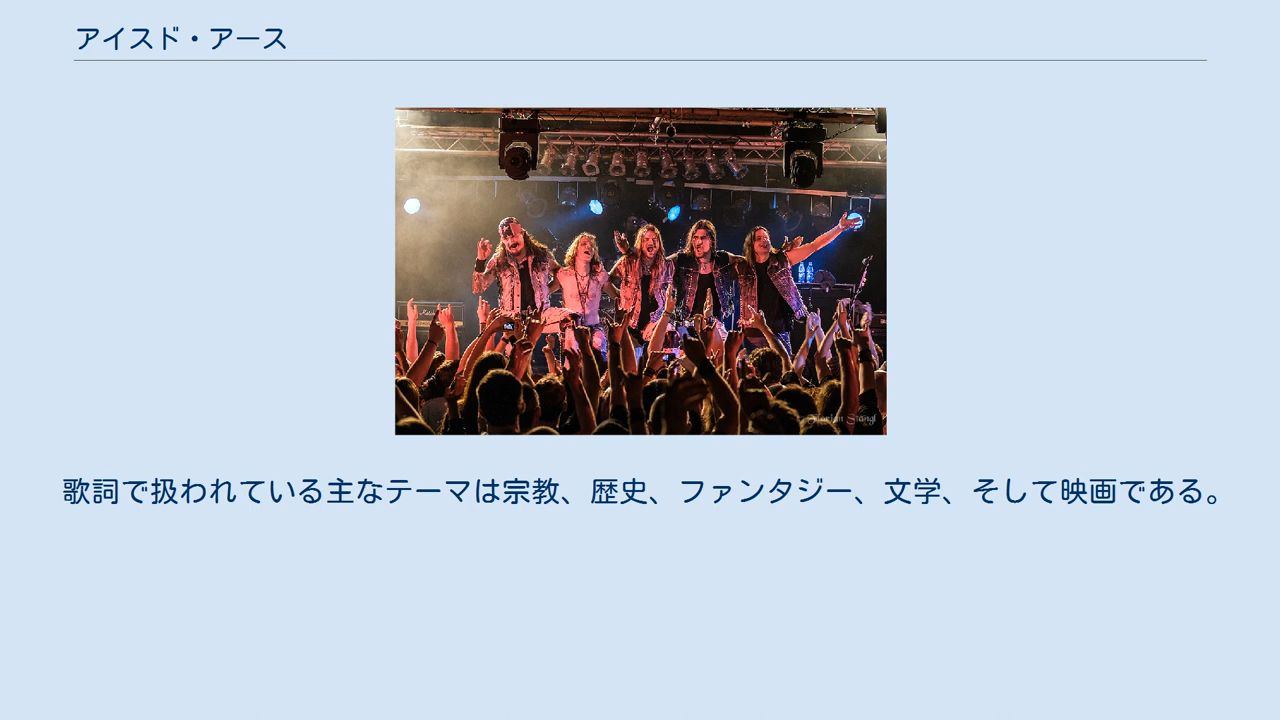 アイスド・アース
Florian Stangl
歌詞で扱われている主なテーマは宗教、歴史、ファンタジー、文学、そして映画である。